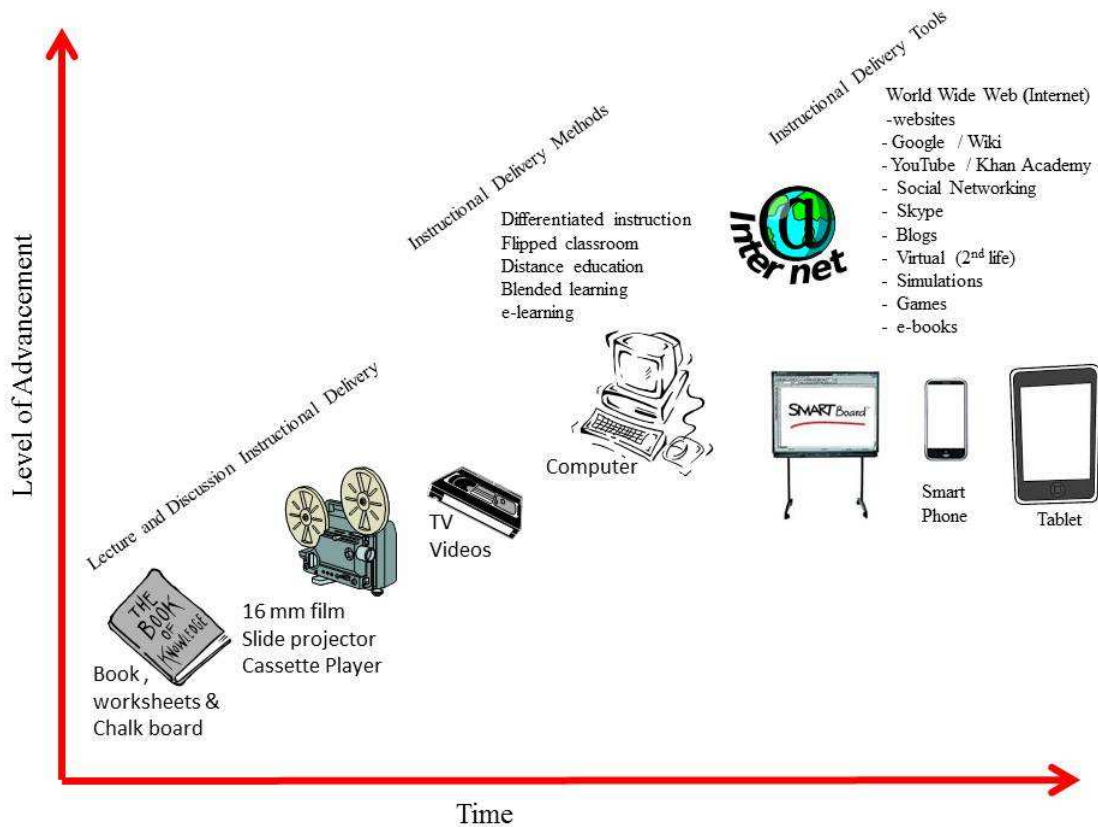 Level of Advancement
Lecture and Discussion Instructional Delivery
Instructional Delivery Methods
Instructional Delivery Tools
World Wide Web (Internet)
-websites
- Google / Wiki
- YouTube / Khan Academy
- Social Networking
- Skype
- Blogs
- Virtual (2nd life)
- Simulations
- Games
- e-books
@
Internet
Differentiated instruction
Flipped classroom
Distance education
Blended learning
e-learning
Computer
SMART Board
Smart
Phone
Tablet
TV
Videos
16 mm film
Slide projector
Cassette Player
THE
BOOK
OF
KNOWLEDGE
Book ,
worksheets &
Chalk board
Time